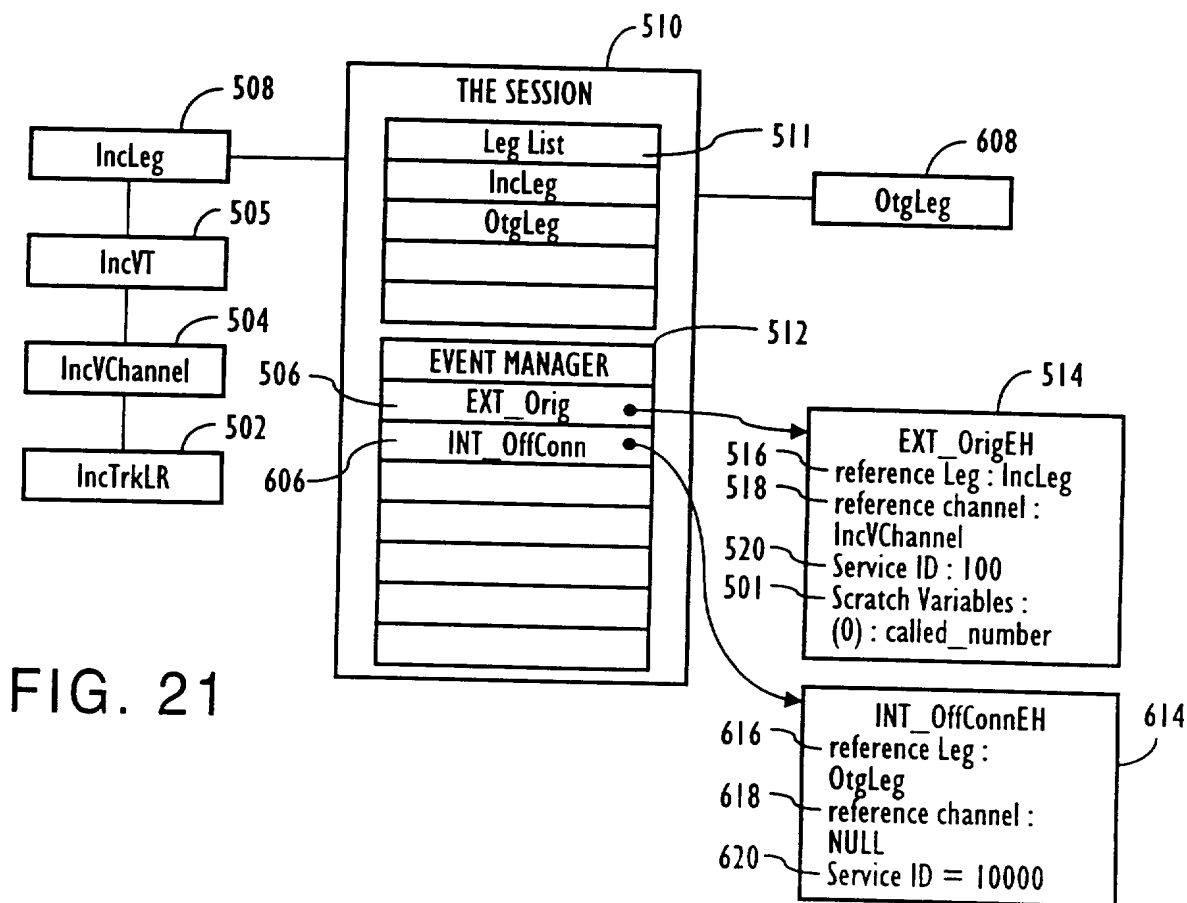 510
THE SESSION
508
IncLeg
Leg List
511
IncLeg
OtgLeg
608
OtgLeg
505
IncVT
504
IncVChannel
502
IncTrkLR
512
EVENT MANAGER
506
EXT_Orig
606
INT_OffConn
514
EXT_OrigEH
516
reference Leg : IncLeg
518
reference channel :
IncVChannel
520
Service ID : 100
501
Scratch Variables :
(0) : called_number
FIG. 21
614
INT_OffConnEH
616
reference Leg :
OtgLeg
618
reference channel :
NULL
620
Service ID = 10000